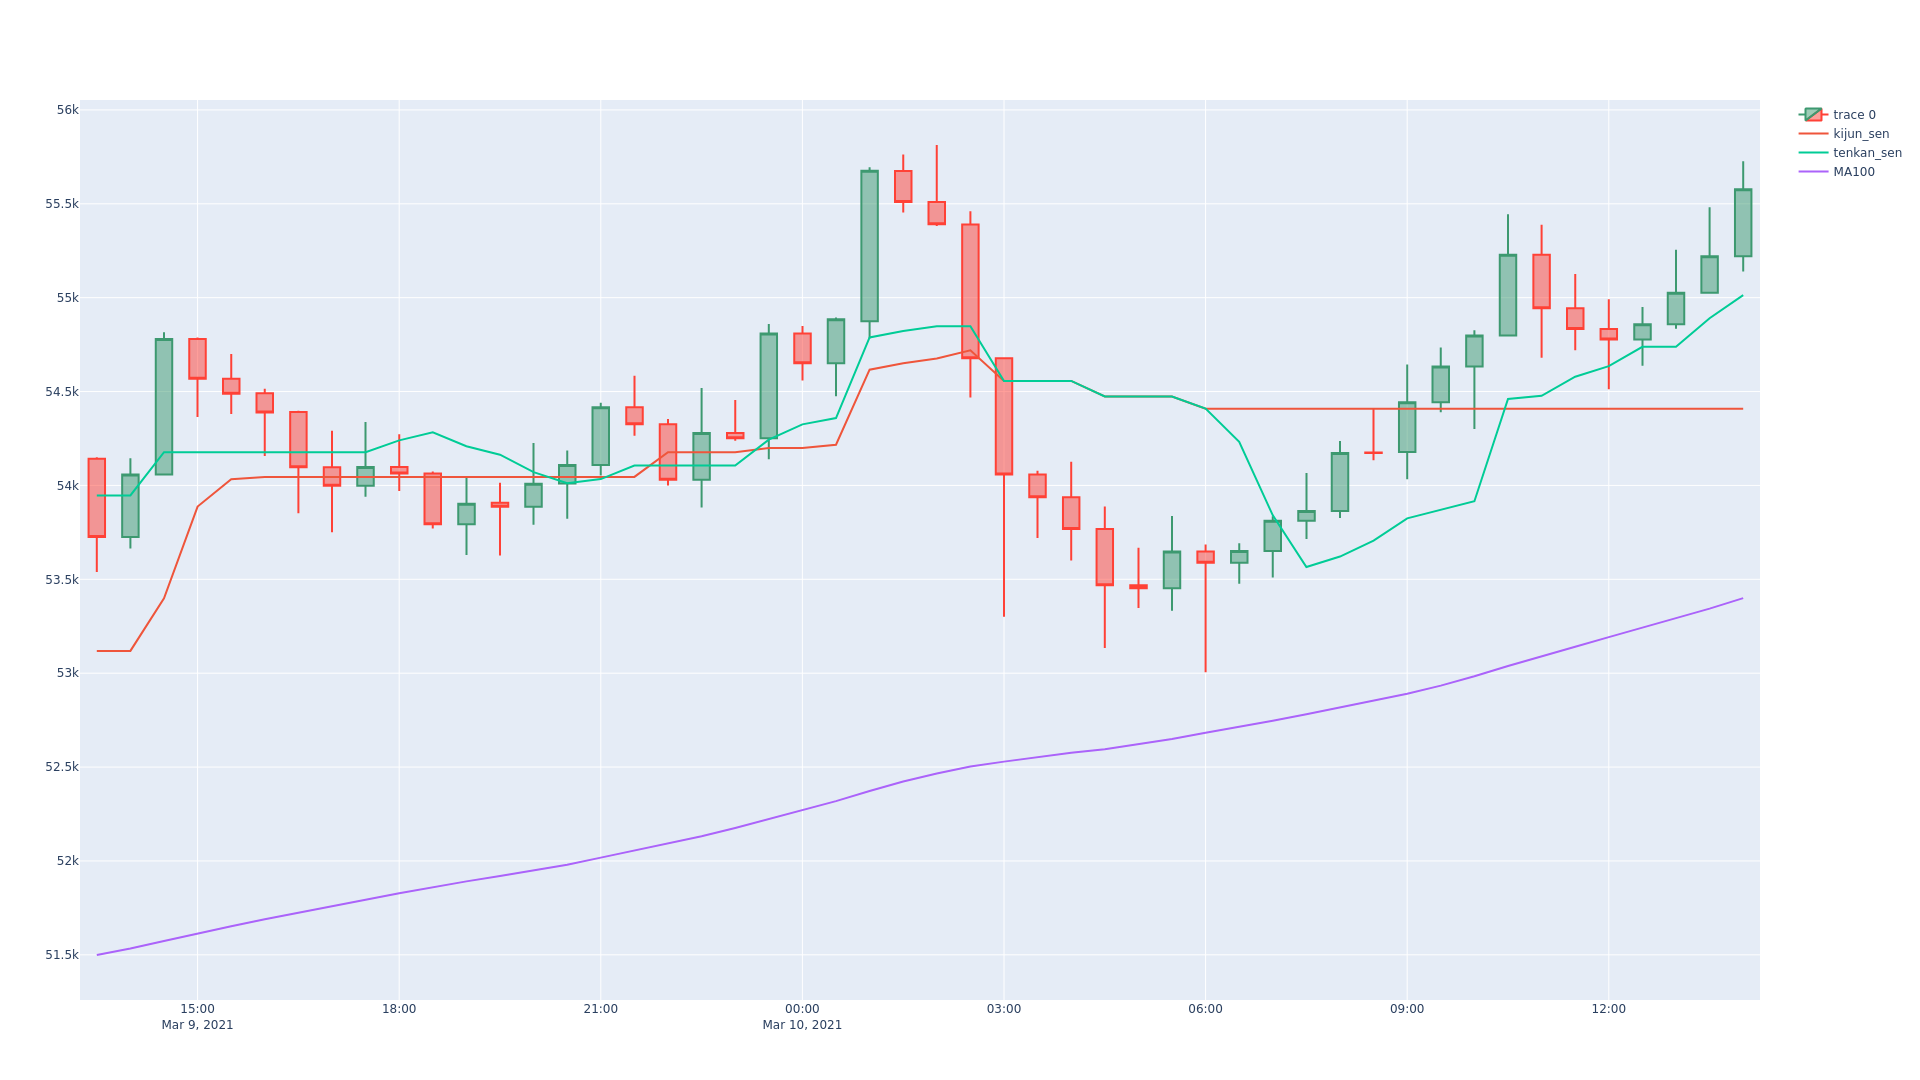 56k
55.5k
55k
54.5k
54k
53.5k
53k
52.5k
52k
51.5k
15:00
Mar 9, 2021
18:00
21:00
00:00
Mar 10, 2021
03:00
06:00
09:00
12:00
trace 0
kijun_sen
tenkan_sen
MA100